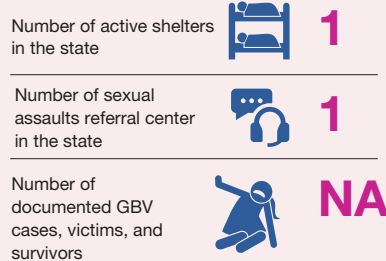 Number of active shelters
in the state
1
Number of sexual
assaults referral center
in the state
1
Number of
documented GBV
cases, victims, and
survivors
NA